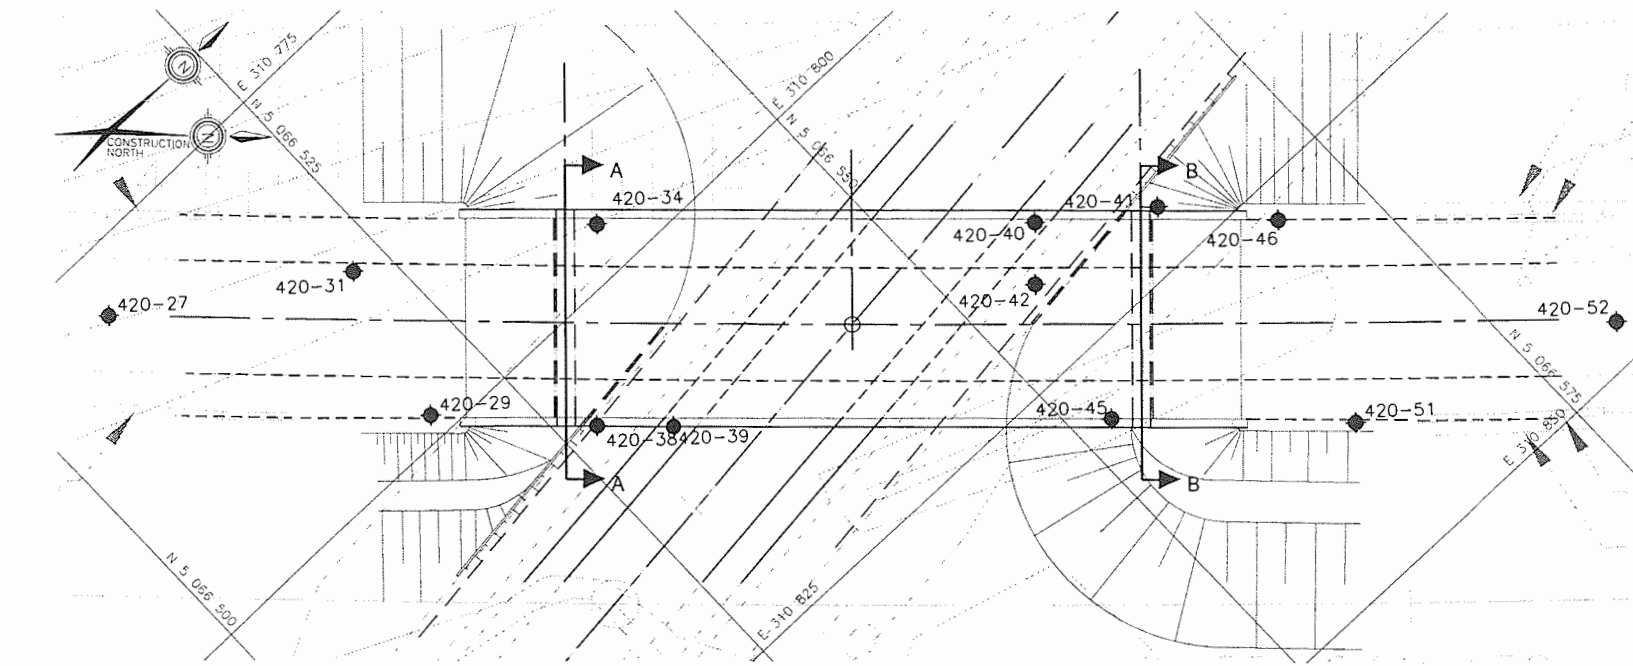 E 310 775
N
E 310 800
N 5 066 525
N
CONSTRUCTION
NORTH
N 5 066 550
A
B
420-34
420-41
420-40
420-46
420-31
420-42
420-27
420-52
N 5 066 575
420-29
420-45
420-51
420-38
420-39
E 310 850
A
B
N 5 066 500
E 310 825